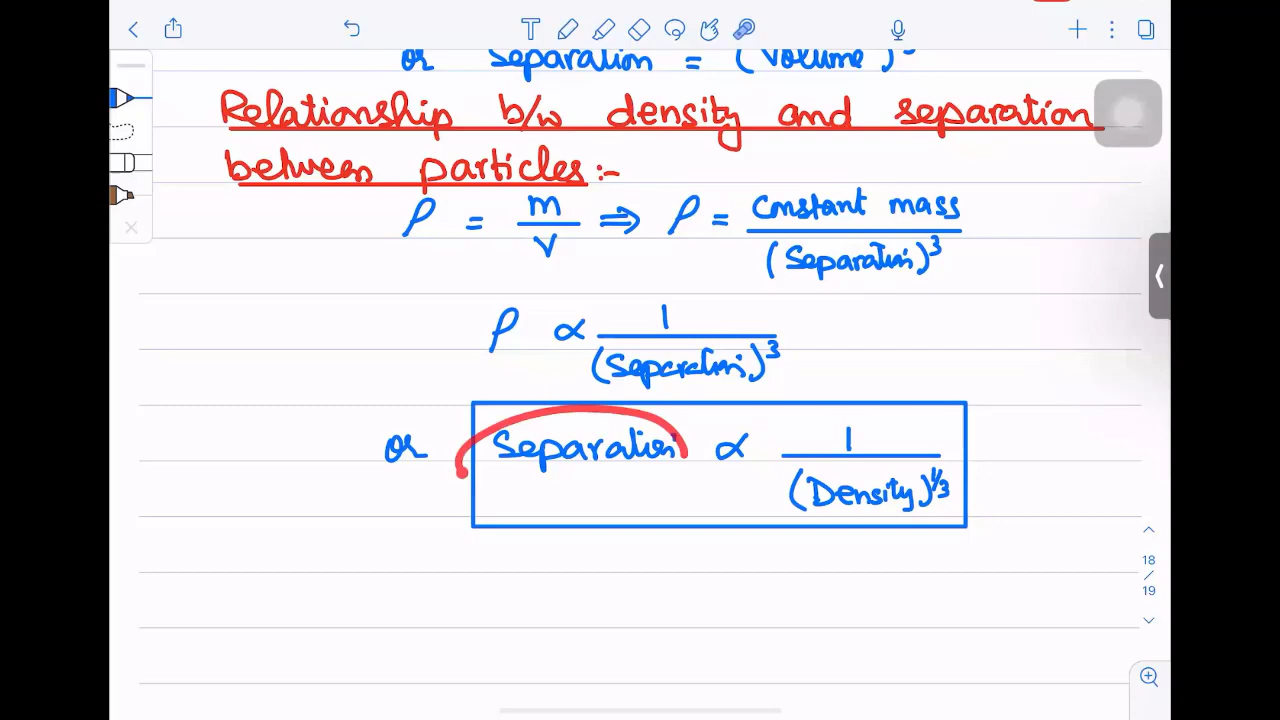 or Separation = (Volume)
Relationship b/w density and separation
between particles:-
ρ = m/V ⇒ ρ = Constant mass/(Separation)³
ρ ∝ 1/(Separation)³
or Separation ∝ 1/(Density)^1/3
18
/
19